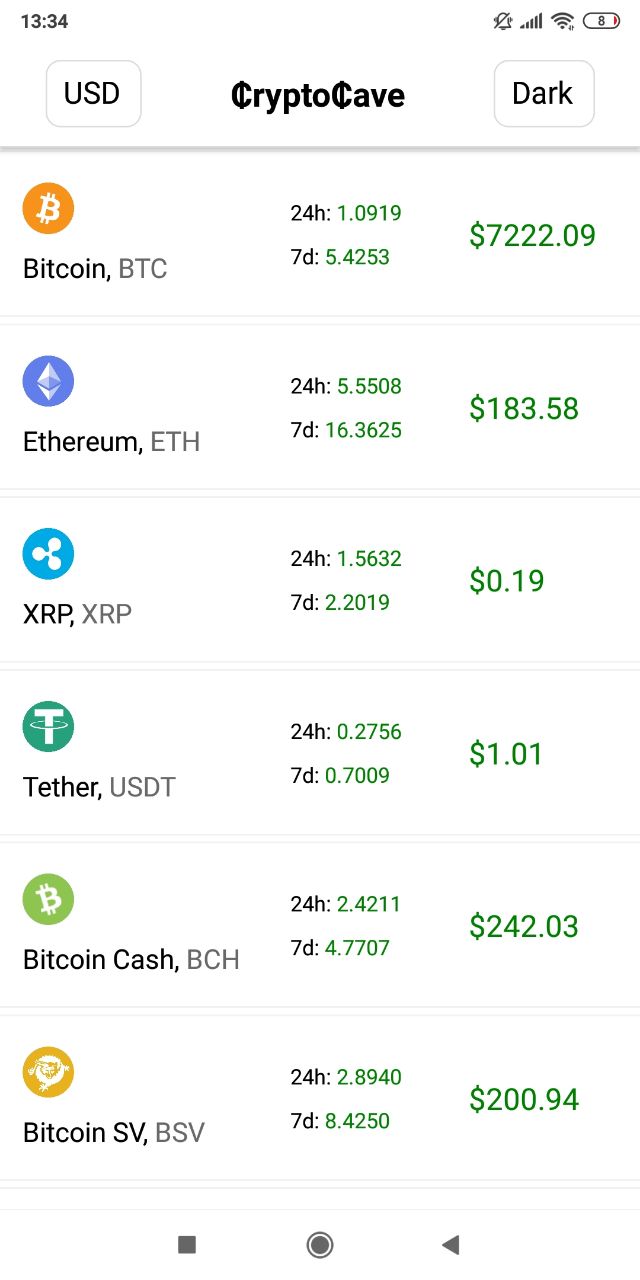 13:34
8
USD
₵rypto₵ave
Dark
24h: 1.0919
$7222.09
7d: 5.4253
Bitcoin, BTC
24h: 5.5508
$183.58
7d: 16.3625
Ethereum, ETH
24h: 1.5632
$0.19
7d: 2.2019
XRP, XRP
24h: 0.2756
$1.01
7d: 0.7009
Tether, USDT
24h: 2.4211
$242.03
7d: 4.7707
Bitcoin Cash, BCH
24h: 2.8940
$200.94
7d: 8.4250
Bitcoin SV, BSV